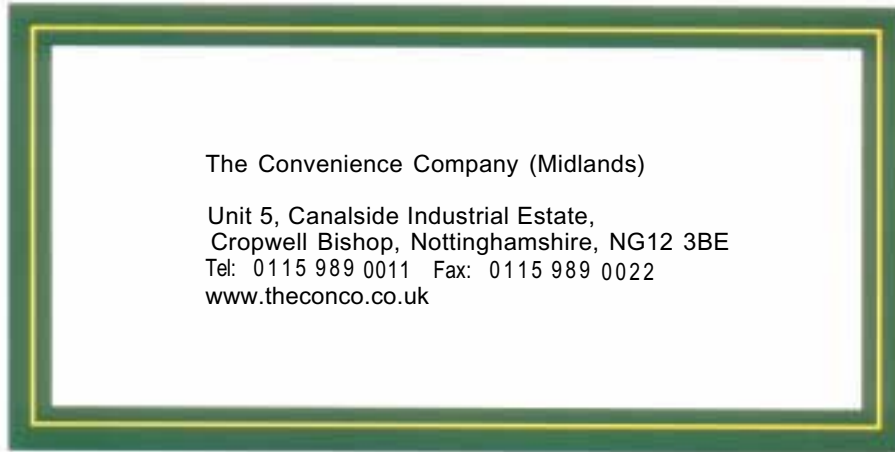 The Convenience Company (Midlands)
Unit 5, Canalside Industrial Estate,
Cropwell Bishop, Nottinghamshire, NG12 3BE
Tel: 0115 989 0011 Fax: 0115 989 0022
www.theconco.co.uk